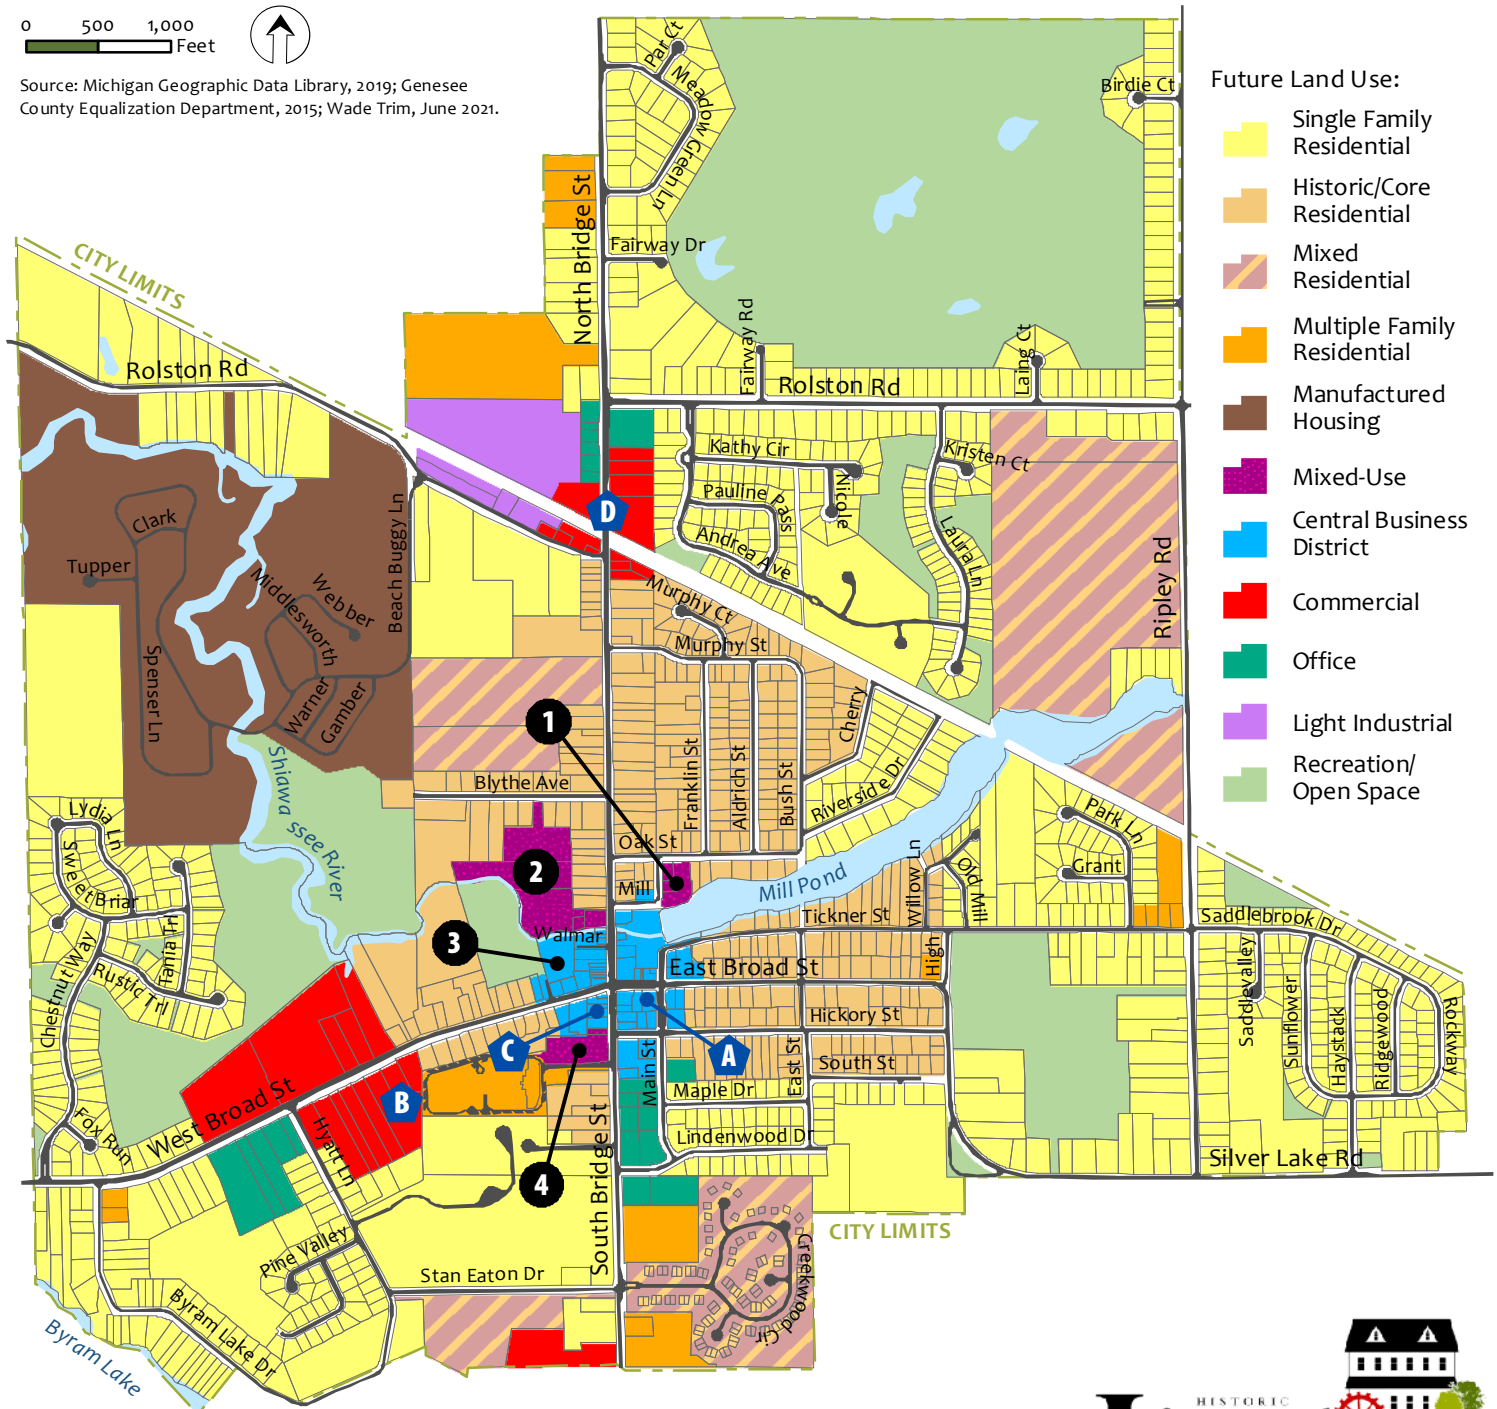 0 500 1,000
Feet
Source: Michigan Geographic Data Library, 2019; Genesee
County Equalization Department, 2015; Wade Trim, June 2021.
Future Land Use:
Single Family
Residential
Historic/Core
Residential
Mixed
Residential
Multiple Family
Residential
Manufactured
Housing
Mixed-Use
Central Business
District
Commercial
Office
Light Industrial
Recreation/
Open Space
Par Ct
Meadow Green Ln
Birdie Ct
North Bridge St
Fairway Dr
CITY LIMITS
Rolston Rd
Fairway Rd
Laing Ct
Rolston Rd
Kathy Cir
Kristen Ct
Nicole
Pauline Pass
Andrea Ave
Laura Ln
Ripley Rd
D
Clark
Tupper
Beach Buggy Ln
Webber
Middlesworth
Warner
Gamber
Spenser Ln
Murphy Ct
Murphy St
Cherry
1
Shiawassee River
Blythe Ave
Franklin St
Aldrich St
Bush St
Riverside Dr
Oak St
Lydia Ln
Sweet Briar
Park Ln
Grant
2
Mill
Mill Pond
Willow Ln
Old Mill
Tickner St
Saddlebrook Dr
Walmar
3
East Broad St
High
Chestnut Way
Rustic Trl
Tania Trl
Saddlevalley
Sunflower
Haystack
Ridgewood
Rockway
Hickory St
C
A
Main St
East St
South St
Maple Dr
B
West Broad St
Fox Run
Hyatt Ln
Lindenwood Dr
Silver Lake Rd
4
South Bridge St
CITY LIMITS
Pine Valley
Stan Eaton Dr
Creekwood Cir
Byram Lake Dr
Byram Lake
HISTORIC